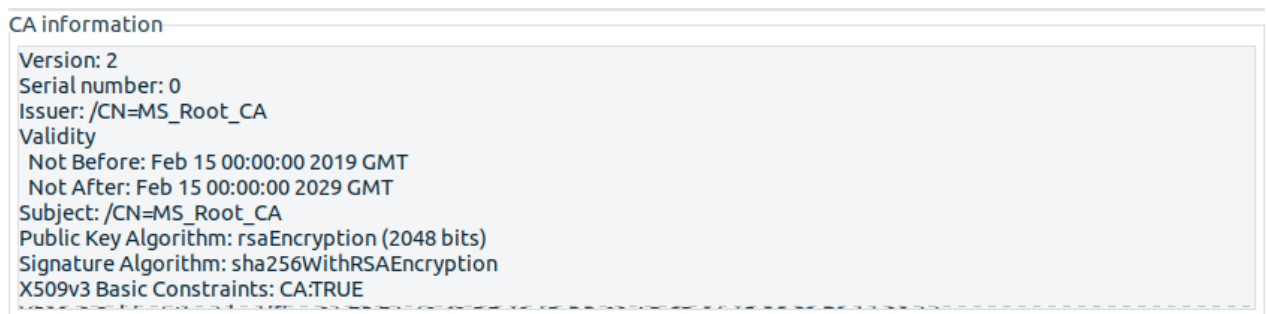 CA information
Version: 2
Serial number: 0
Issuer: /CN=MS_Root_CA
Validity
Not Before: Feb 15 00:00:00 2019 GMT
Not After: Feb 15 00:00:00 2029 GMT
Subject: /CN=MS_Root_CA
Public Key Algorithm: rsaEncryption (2048 bits)
Signature Algorithm: sha256WithRSAEncryption
X509v3 Basic Constraints: CA:TRUE